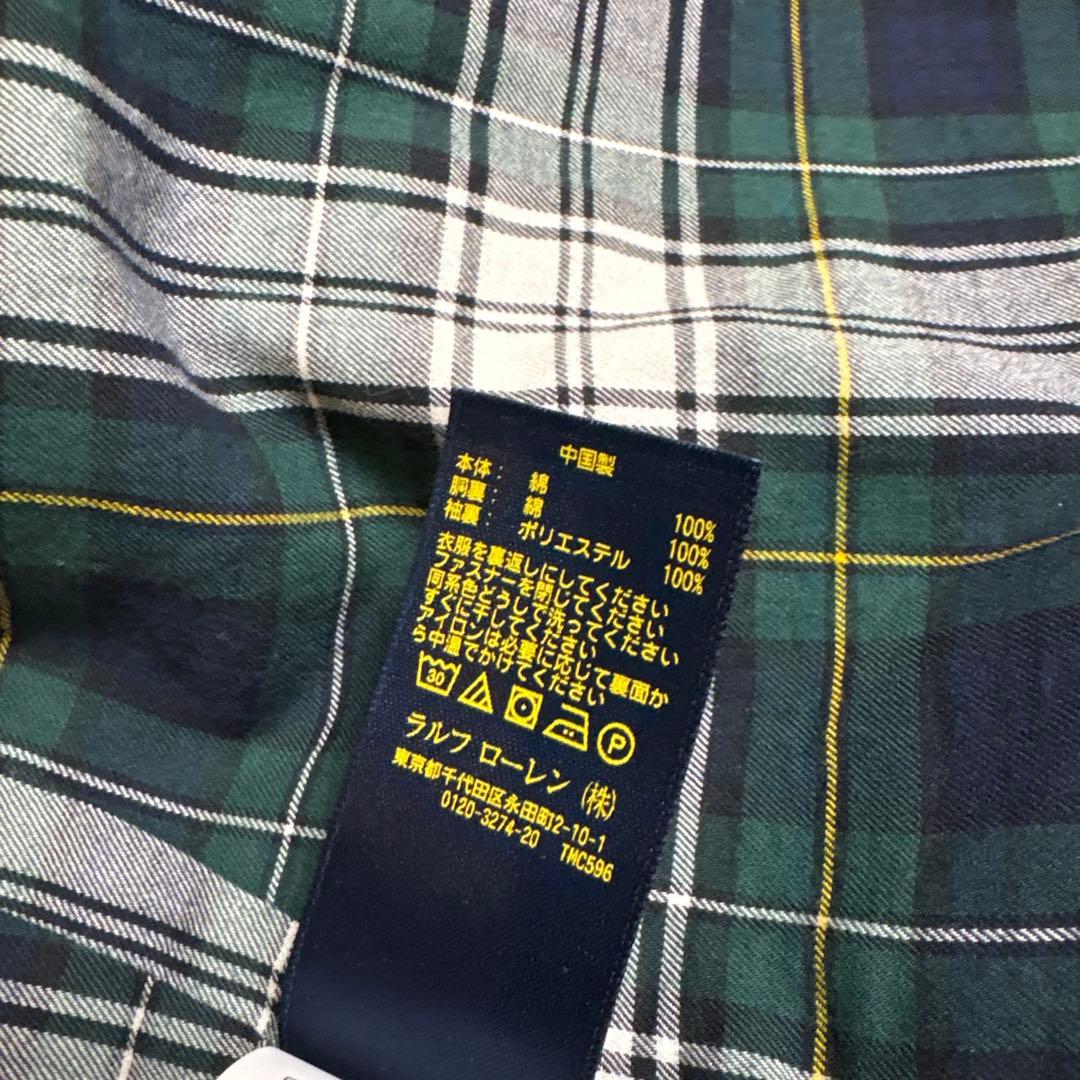 中国製
本体: 綿 100%
胴裏: 綿 100%
袖裏: ポリエステル 100%
衣服を裏返しにしてください
ファスナーを閉じてください
同系色どうしで洗ってください
すぐに干してください
アイロンは必要に応じて裏面か
ら中温でかけてください
30 P
ラルフ ローレン (株)
東京都千代田区永田町2-10-1
0120-3274-20 TMC596